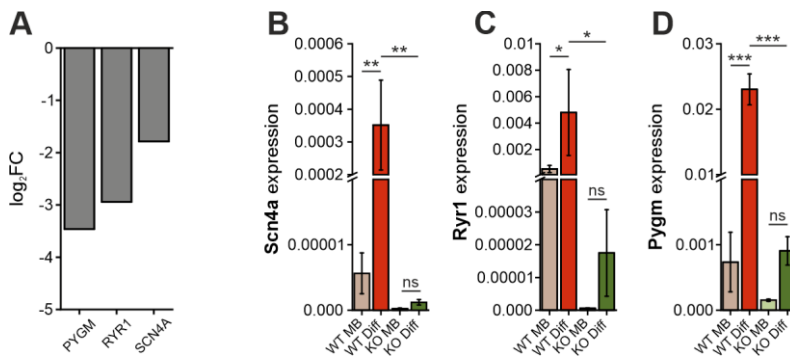 A
0
-1
-2
-3
-4
-5
log₂FC
PYGM
RYR1
SCN4A
B
Scn4a expression
0.0006
0.0005
0.0004
0.0003
0.0002
0.00001
0.000
**
**
ns
WT MB
WT Diff
KO MB
KO Diff
C
Ryr1 expression
0.01
0.008
0.006
0.004
0.002
0.00003
0.00002
0.00001
0.000
*
*
ns
WT MB
WT Diff
KO MB
KO Diff
D
Pygm expression
0.03
0.02
0.01
0.001
0.000
***
***
ns
WT MB
WT Diff
KO MB
KO Diff